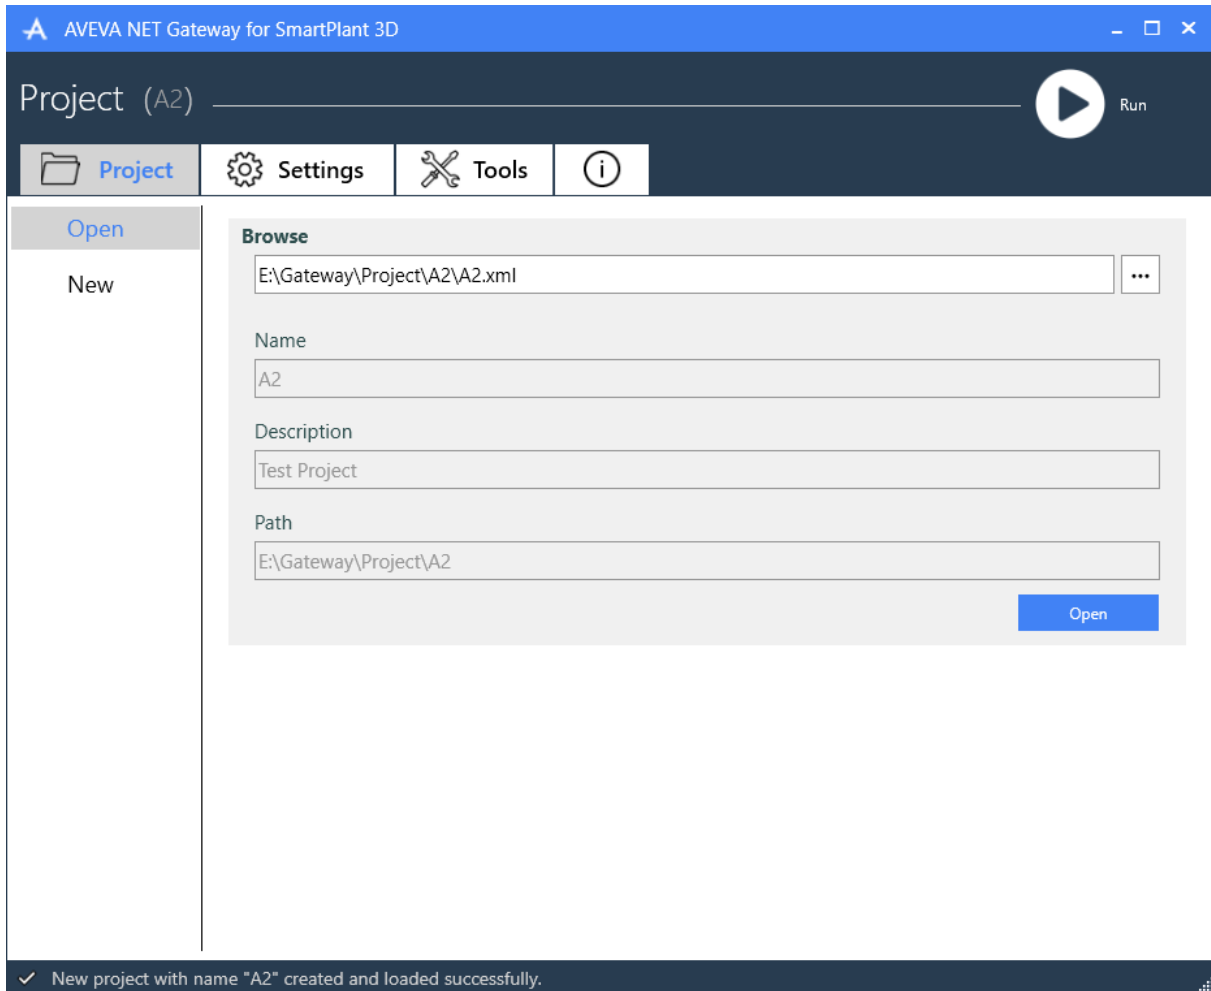 AVEVA NET Gateway for SmartPlant 3D
Project (A2)
Run
Project Settings Tools
Open
New
Browse
E:\Gateway\Project\A2\A2.xml
...
Name
A2
Description
Test Project
Path
E:\Gateway\Project\A2
Open
New project with name "A2" created and loaded successfully.